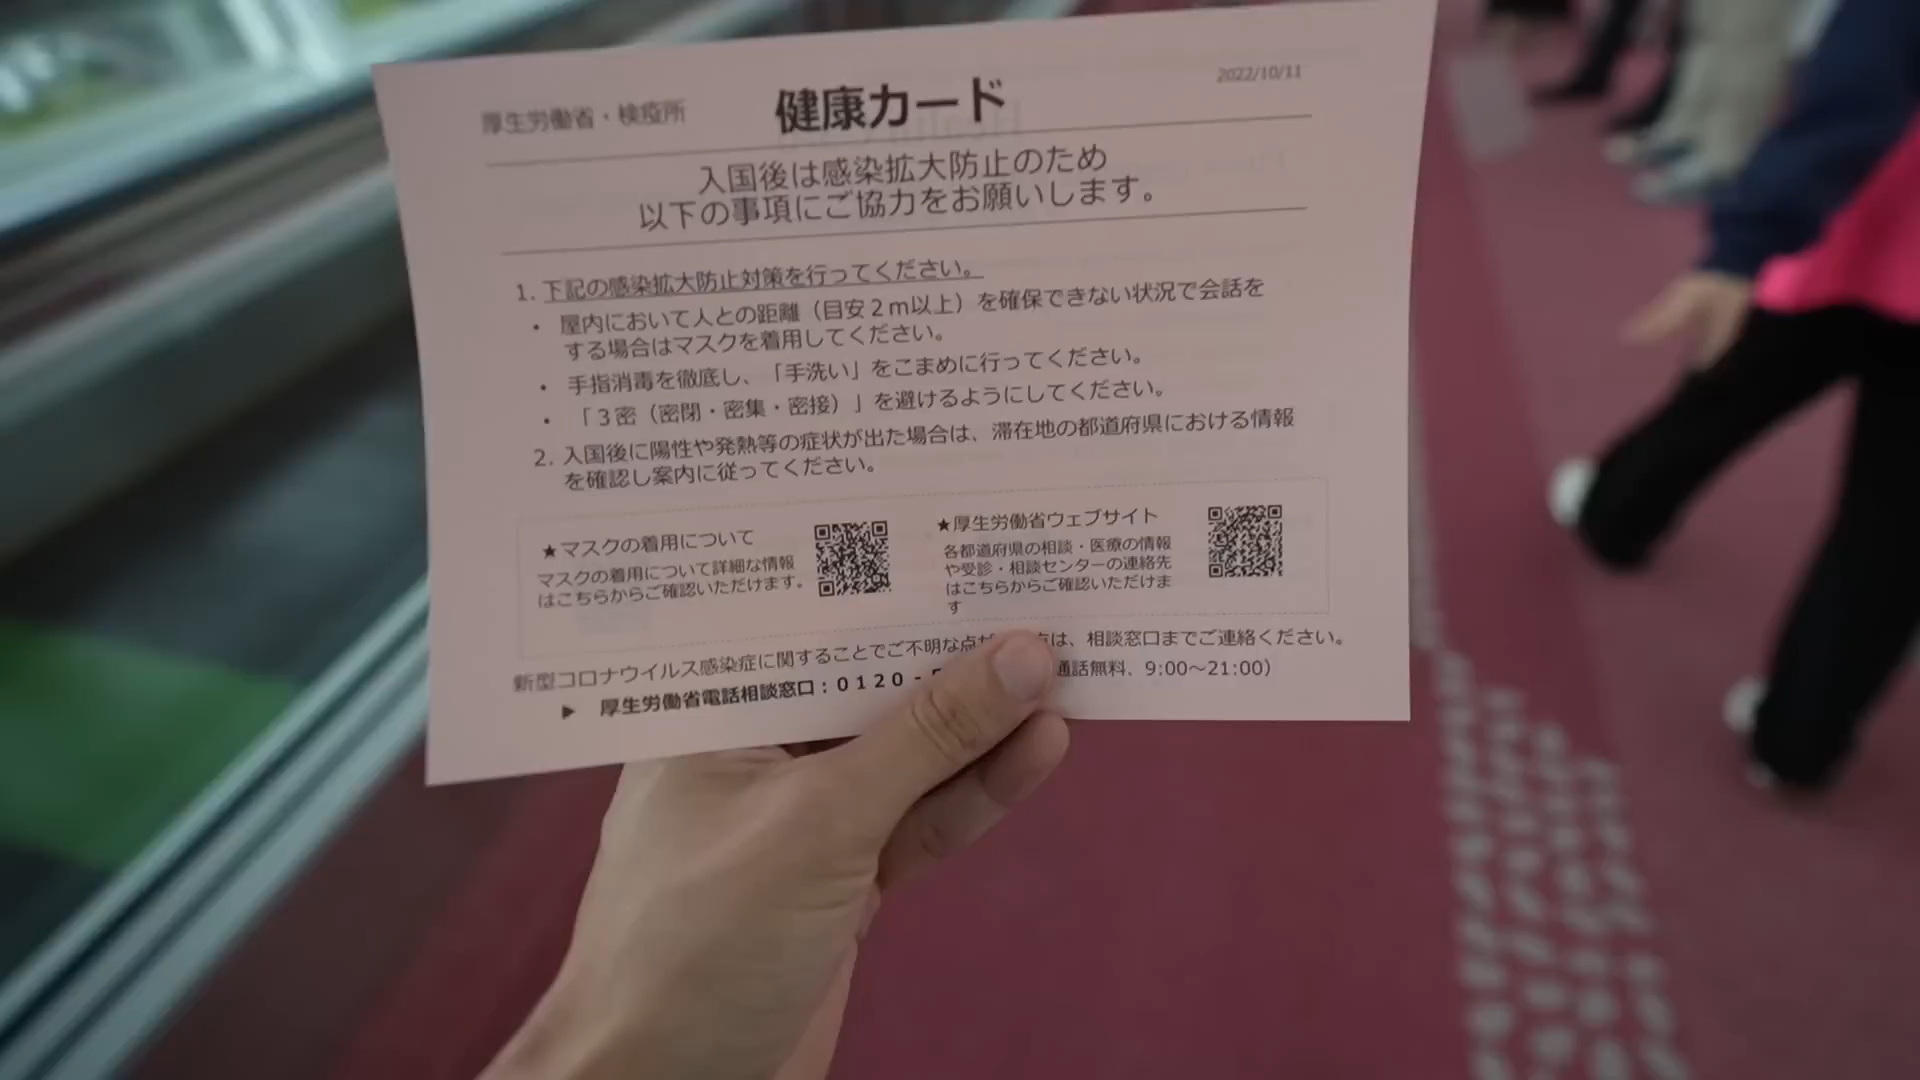 厚生労働省・検疫所
健康カード
2022/10/11
入国後は感染拡大防止のため
以下の事項にご協力をお願いします。
1. 下記の感染拡大防止対策を行ってください。
・ 屋内において人との距離（目安２ｍ以上）を確保できない状況で会話を
する場合はマスクを着用してください。
・ 手指消毒を徹底し、「手洗い」をこまめに行ってください。
・ 「３密（密閉・密集・密接）」を避けるようにしてください。
2. 入国後に陽性や発熱等の症状が出た場合は、滞在地の都道府県における情報
を確認し案内に従ってください。
★マスクの着用について
マスクの着用について詳細な情報
はこちらからご確認いただけます。
★厚生労働省ウェブサイト
各都道府県の相談・医療の情報
や受診・相談センターの連絡先
はこちらからご確認いただけま
す
新型コロナウイルス感染症に関することでご不明な点 は、相談窓口までご連絡ください。
▶ 厚生労働省電話相談窓口：０１２０ - 通話無料、9:00～21:00）